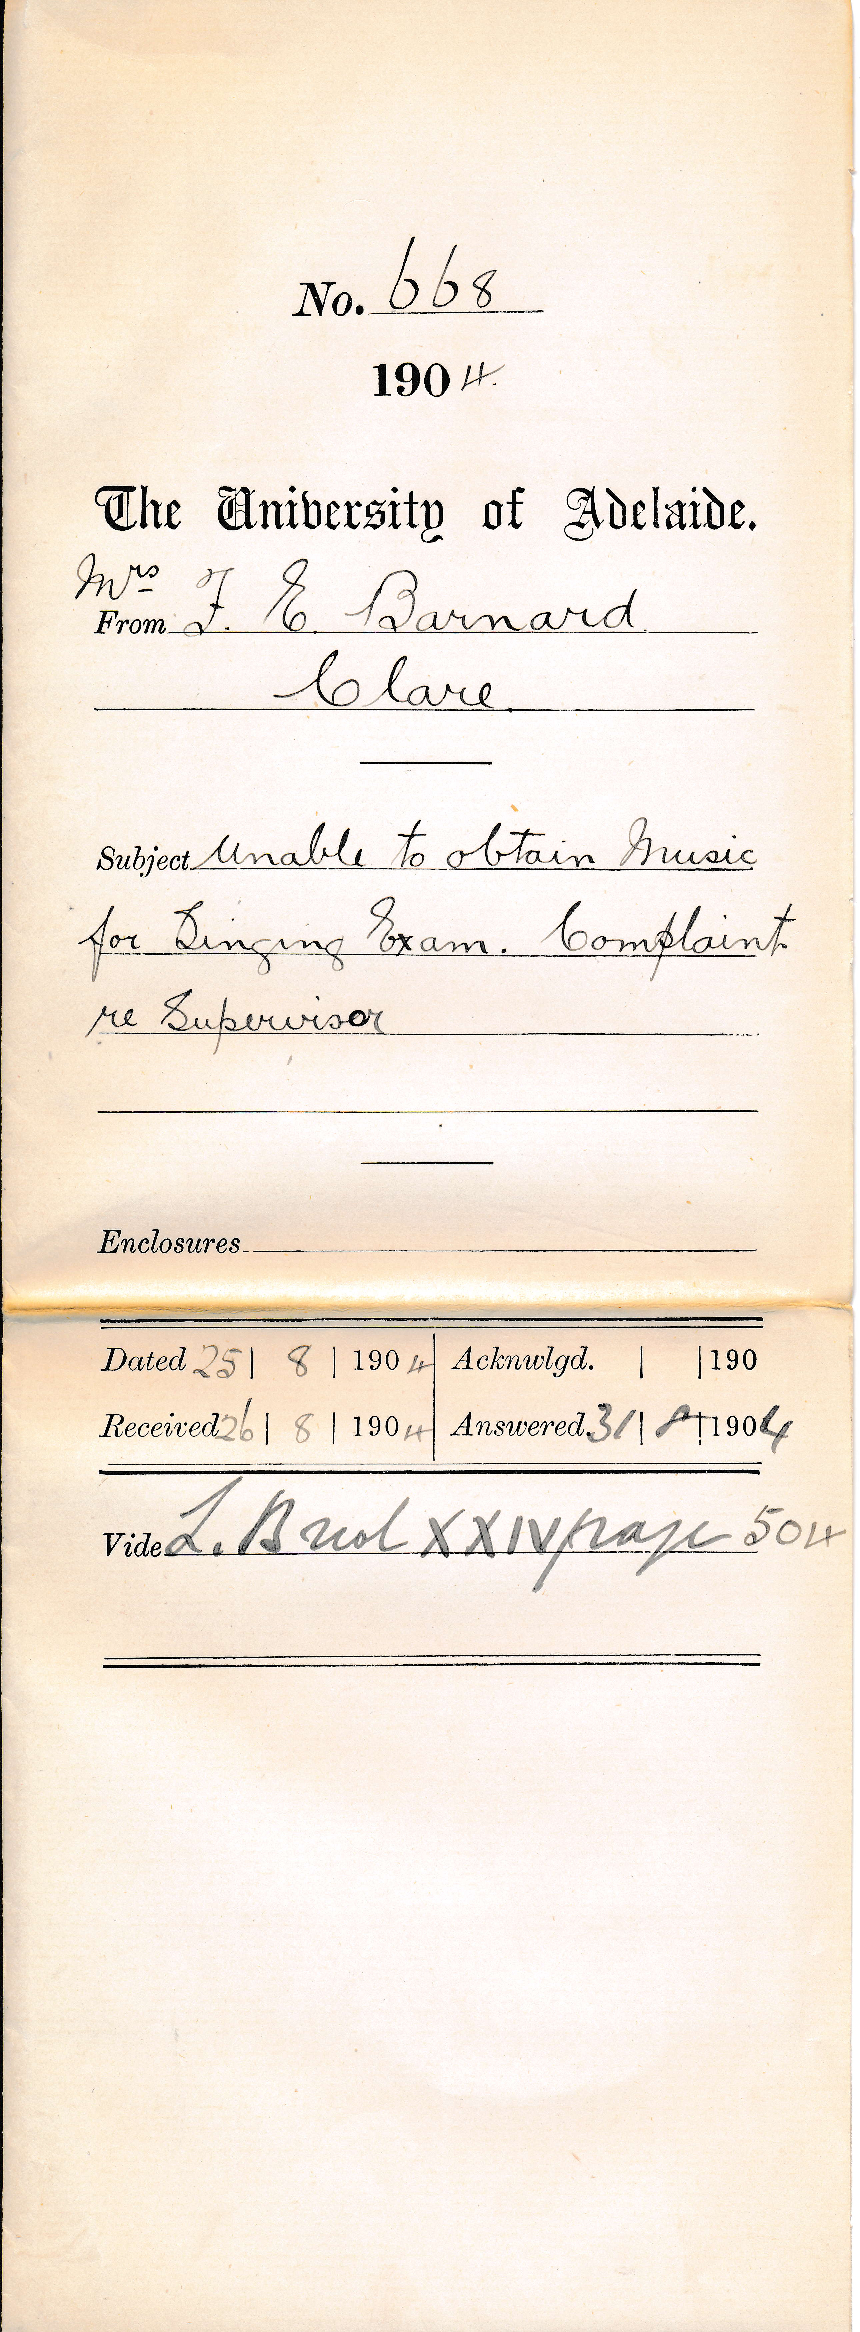 No. 668
1904.
The University of Adelaide.
Mrs
From F. E. Barnard
Clare
Subject Unable to obtain Music
for Singing Exam. Complaint
re Supervisor
Enclosures
Dated 25 | 8 | 1904 Acknwlgd. | | 190
Received 26 | 8 | 1904 Answered. 31 | 8 | 1904
Vide L. B vol XXIV page 504